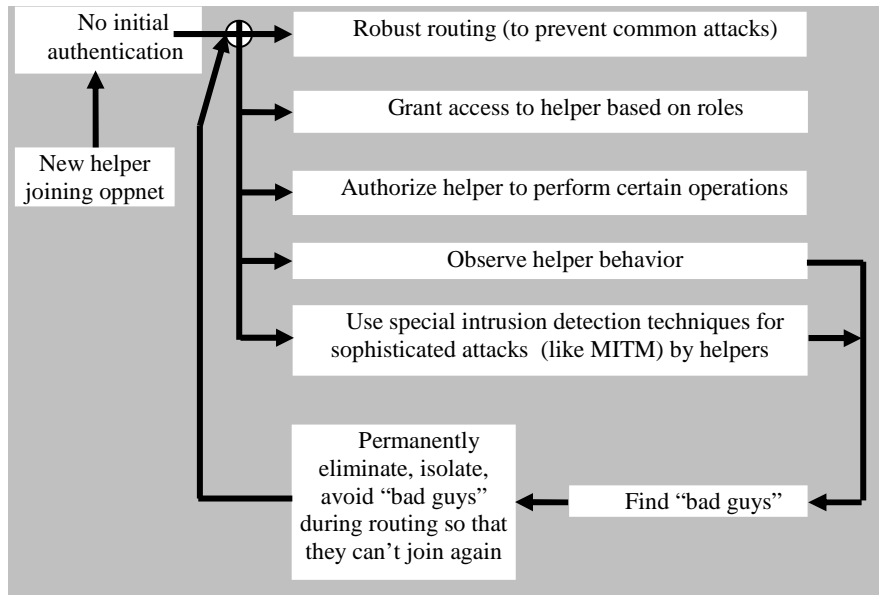 No initial
authentication
Robust routing (to prevent common attacks)
Grant access to helper based on roles
New helper
joining oppnet
Authorize helper to perform certain operations
Observe helper behavior
Use special intrusion detection techniques for
sophisticated attacks (like MITM) by helpers
Permanently
eliminate, isolate,
avoid “bad guys”
during routing so that
they can’t join again
Find “bad guys”